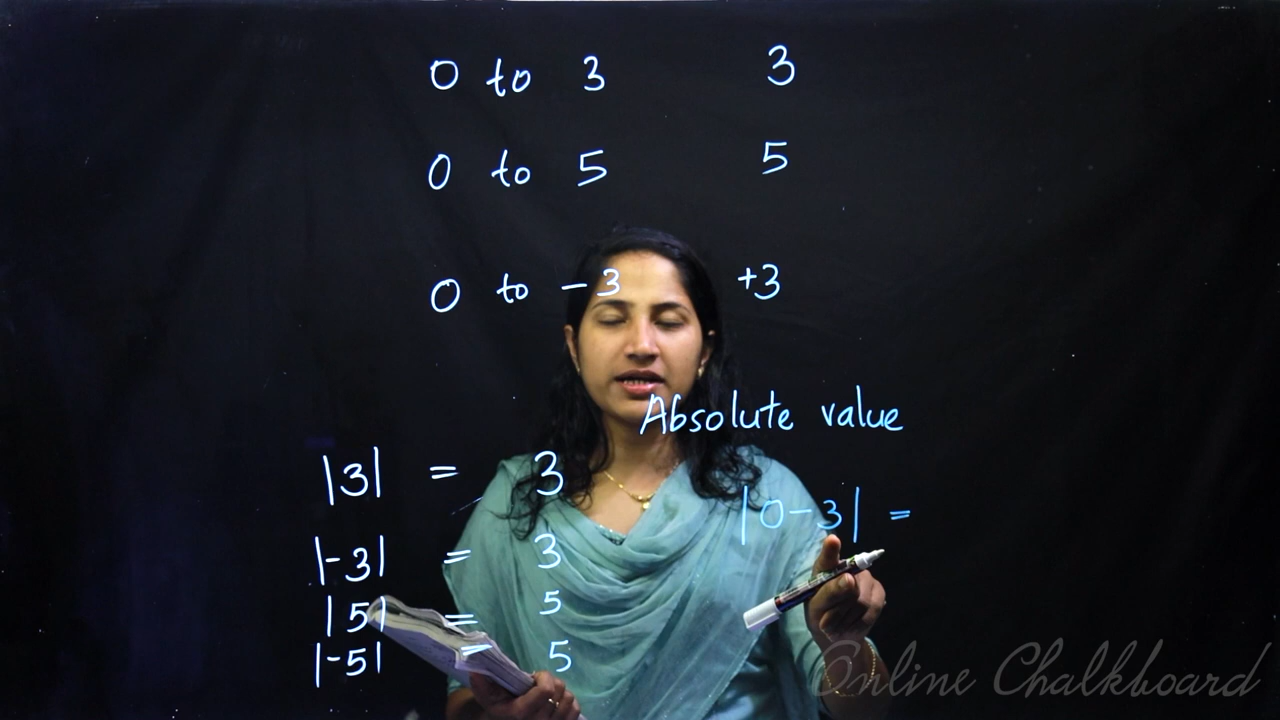 0 to 3 3
0 to 5 5
0 to -3 +3
Absolute value
|3| = 3
|0-3| =
|-3| = 3
|5| = 5
|-5| = 5
Online Chalkboard